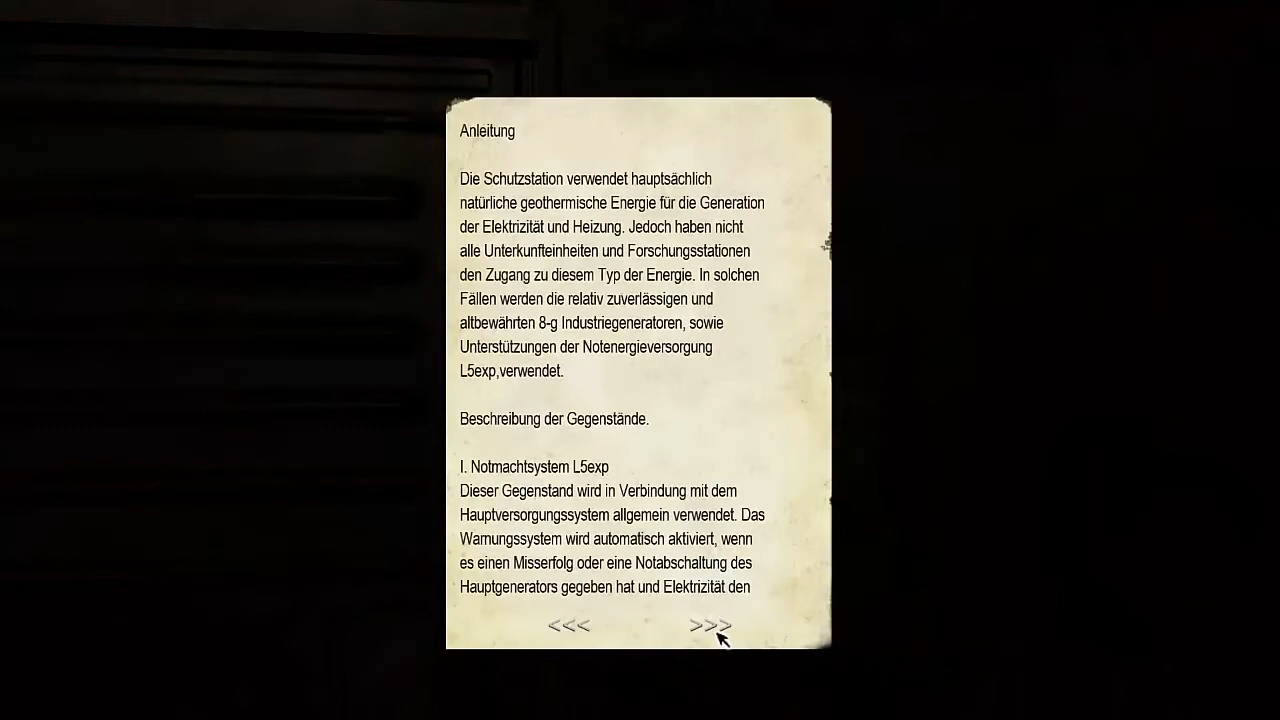 Anleitung
Die Schutzstation verwendet hauptsächlich
natürliche geothermische Energie für die Generation
der Elektrizität und Heizung. Jedoch haben nicht
alle Unterkunfteinheiten und Forschungsstationen
den Zugang zu diesem Typ der Energie. In solchen
Fällen werden die relativ zuverlässigen und
altbewährten 8-g Industriegeneratoren, sowie
Unterstützungen der Notenergieversorgung
L5exp,verwendet.
Beschreibung der Gegenstände.
I. Notmachtsystem L5exp
Dieser Gegenstand wird in Verbindung mit dem
Hauptversorgungssystem allgemein verwendet. Das
Warnungssystem wird automatisch aktiviert, wenn
es einen Misserfolg oder eine Notabschaltung des
Hauptgenerators gegeben hat und Elektrizität den
<<< >>>